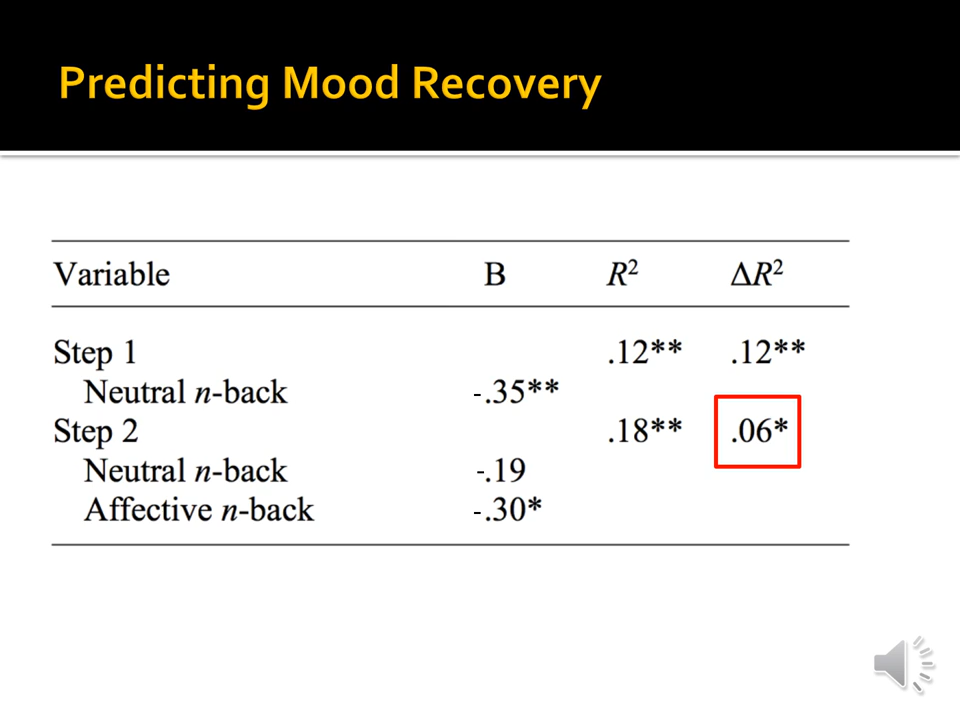 Predicting Mood Recovery
Variable B R² ΔR²
Step 1 .12** .12**
Neutral n-back -.35**
Step 2 .18** .06*
Neutral n-back -.19
Affective n-back -.30*